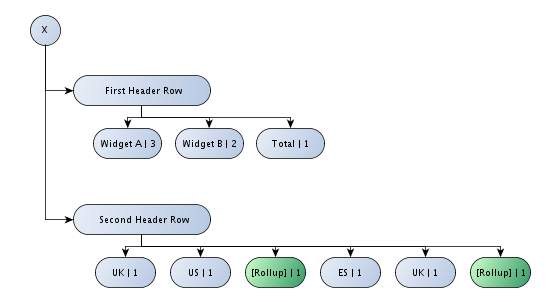 X
First Header Row
Widget A | 3
Widget B | 2
Total | 1
Second Header Row
UK | 1
US | 1
[Rollup] | 1
ES | 1
UK | 1
[Rollup] | 1